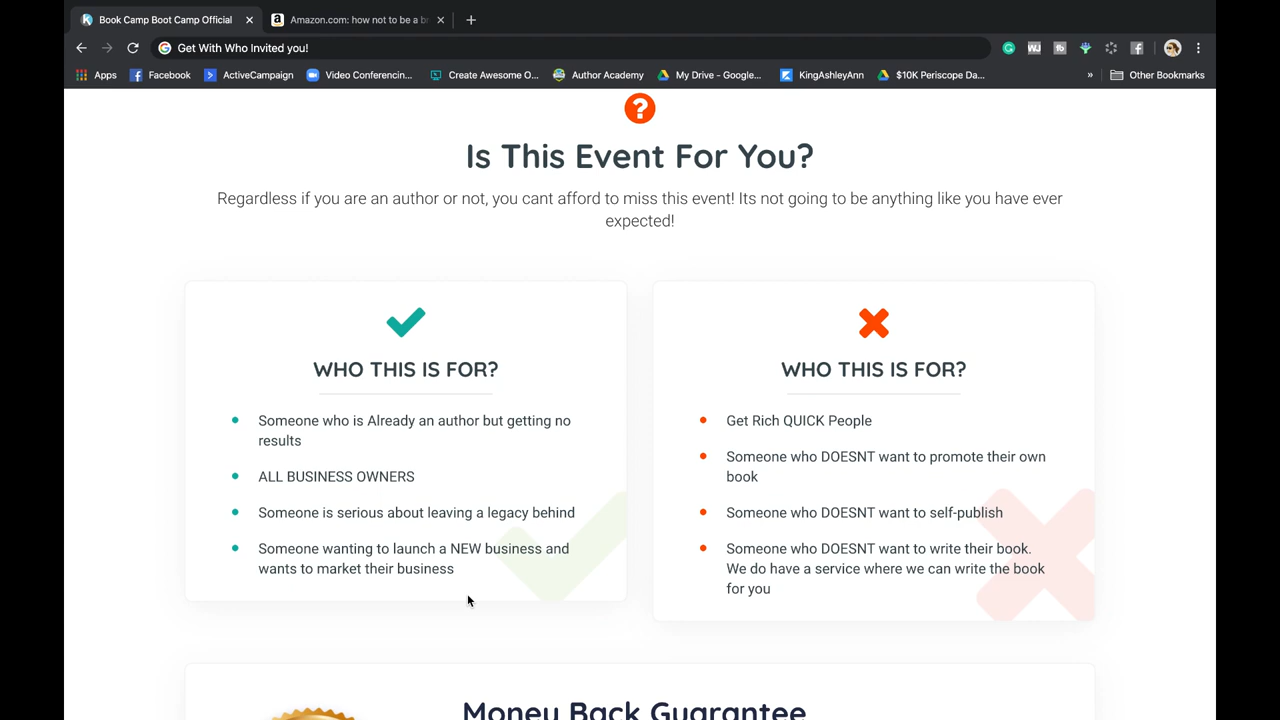 Book Camp Boot Camp Official
Amazon.com: how not to be a br
Get With Who Invited you!
Apps
Facebook
ActiveCampaign
Video Conferencin...
Create Awesome O...
Author Academy
My Drive – Google...
KingAshleyAnn
$10K Periscope Da...
»
Other Bookmarks
?
Is This Event For You?
Regardless if you are an author or not, you cant afford to miss this event! Its not going to be anything like you have ever
expected!
WHO THIS IS FOR?
Someone who is Already an author but getting no
results
ALL BUSINESS OWNERS
Someone is serious about leaving a legacy behind
Someone wanting to launch a NEW business and
wants to market their business
WHO THIS IS FOR?
Get Rich QUICK People
Someone who DOESNT want to promote their own
book
Someone who DOESNT want to self-publish
Someone who DOESNT want to write their book.
We do have a service where we can write the book
for you
Money Back Guarantee